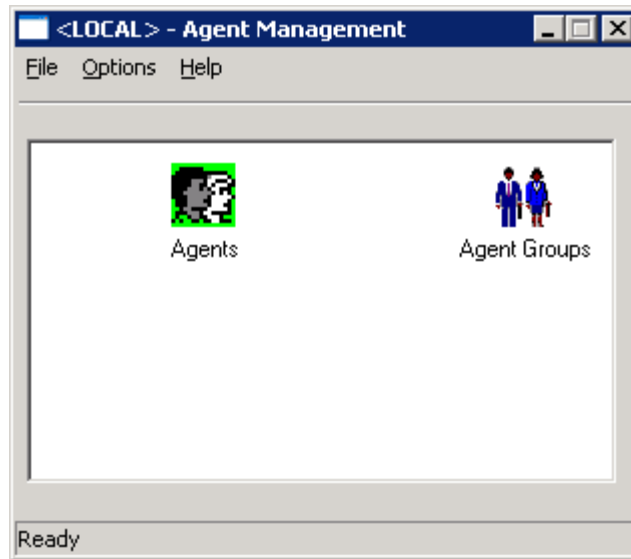 <LOCAL> - Agent Management
File Options Help
Agents Agent Groups
Ready